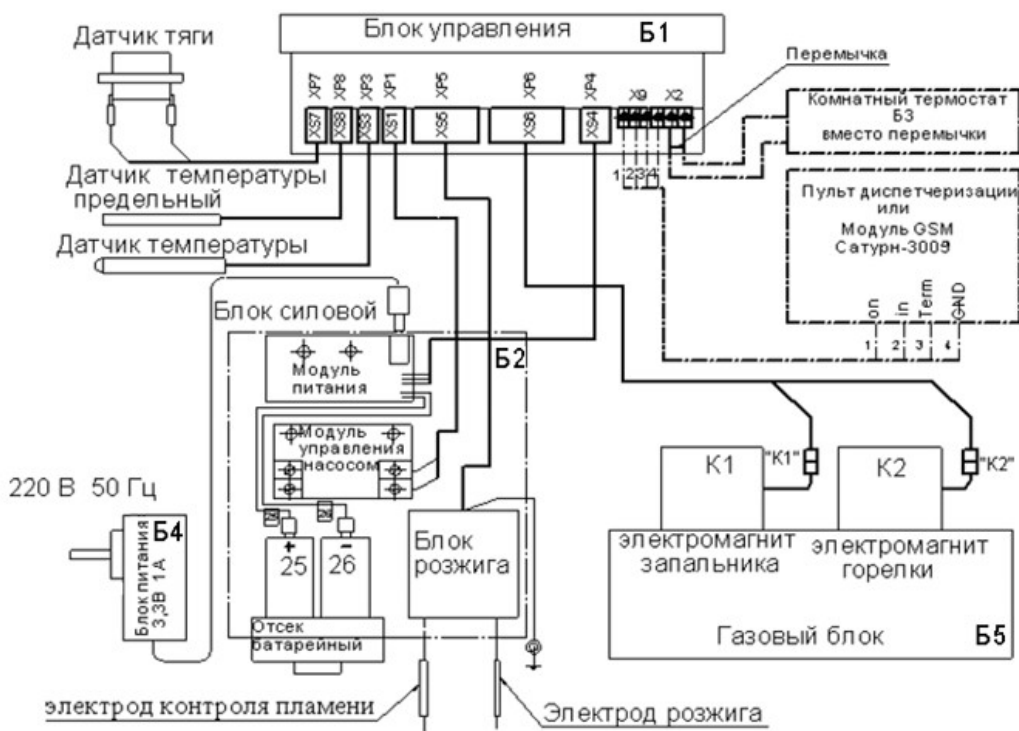 Датчик тяги
Блок управления Б1
XP7 XP8 XP3 XP1 XP5 XP6 XP4 X9 X2
XS7 XS8 XS3 XS1 XS5 XS6 XS4
Перемычка
1 2 3 4
Комнатный термостат
Б3
вместо перемычки
Датчик температуры
предельный
Датчик температуры
Пульт диспетчеризации
или
Модуль GSM
Сатурн-3009
on in Term GND
1 2 3 4
Блок силовой
Б2
Модуль
питания
Модуль
управления
насосом
220 В 50 Гц
Б4
Блок питания
3,3В 1А
+ -
25 26
Отсек
батарейный
Блок
розжига
К1 "К1" К2 "К2"
электромагнит
запальника
электромагнит
горелки
Газовый блок Б5
электрод контроля пламени
Электрод розжига